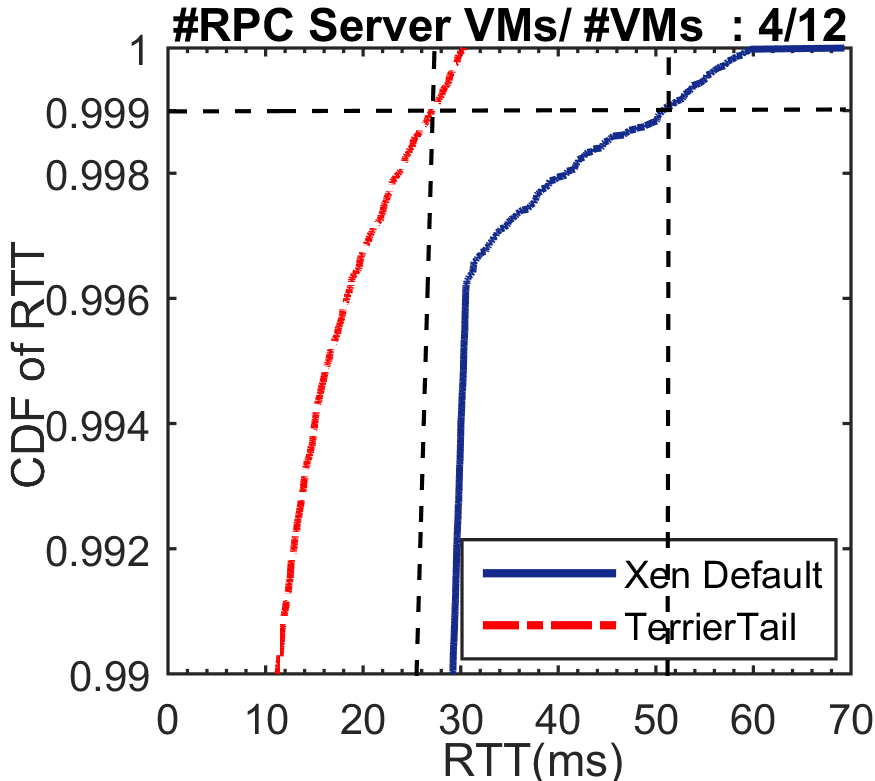 #RPC Server VMs/ #VMs : 4/12
1
0.999
0.998
0.996
0.994
0.992
0.99
CDF of RTT
Xen Default
TerrierTail
0 10 20 30 40 50 60 70
RTT(ms)